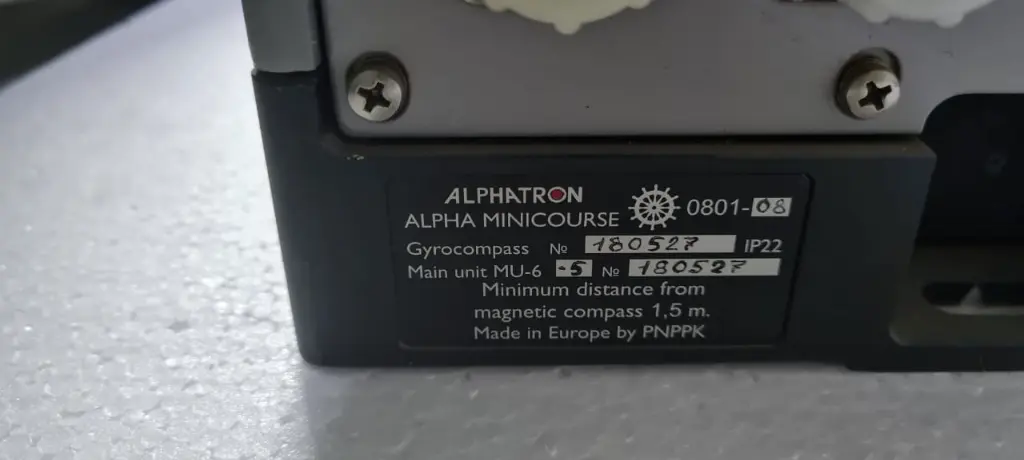 ALPHATRON
ALPHA MINICOURSE 0801-08
Gyrocompass № 180527 IP22
Main unit MU-6 -5 № 180527
Minimum distance from
magnetic compass 1,5 m.
Made in Europe by PNPPK